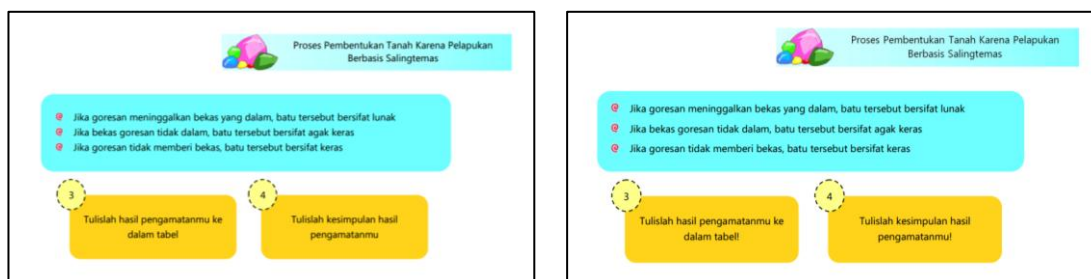 Proses Pembentukan Tanah Karena Pelapukan
Berbasis Salingtemas
Jika goresan meninggalkan bekas yang dalam, batu tersebut bersifat lunak
Jika bekas goresan tidak dalam, batu tersebut bersifat agak keras
Jika goresan tidak memberi bekas, batu tersebut bersifat keras
3
Tulislah hasil pengamatanmu ke
dalam tabel
4
Tulislah kesimpulan hasil
pengamatanmu
Proses Pembentukan Tanah Karena Pelapukan
Berbasis Salingtemas
Jika goresan meninggalkan bekas yang dalam, batu tersebut bersifat lunak
Jika bekas goresan tidak dalam, batu tersebut bersifat agak keras
Jika goresan tidak memberi bekas, batu tersebut bersifat keras
3
Tulislah hasil pengamatanmu ke
dalam tabel!
4
Tulislah kesimpulan hasil
pengamatanmu!